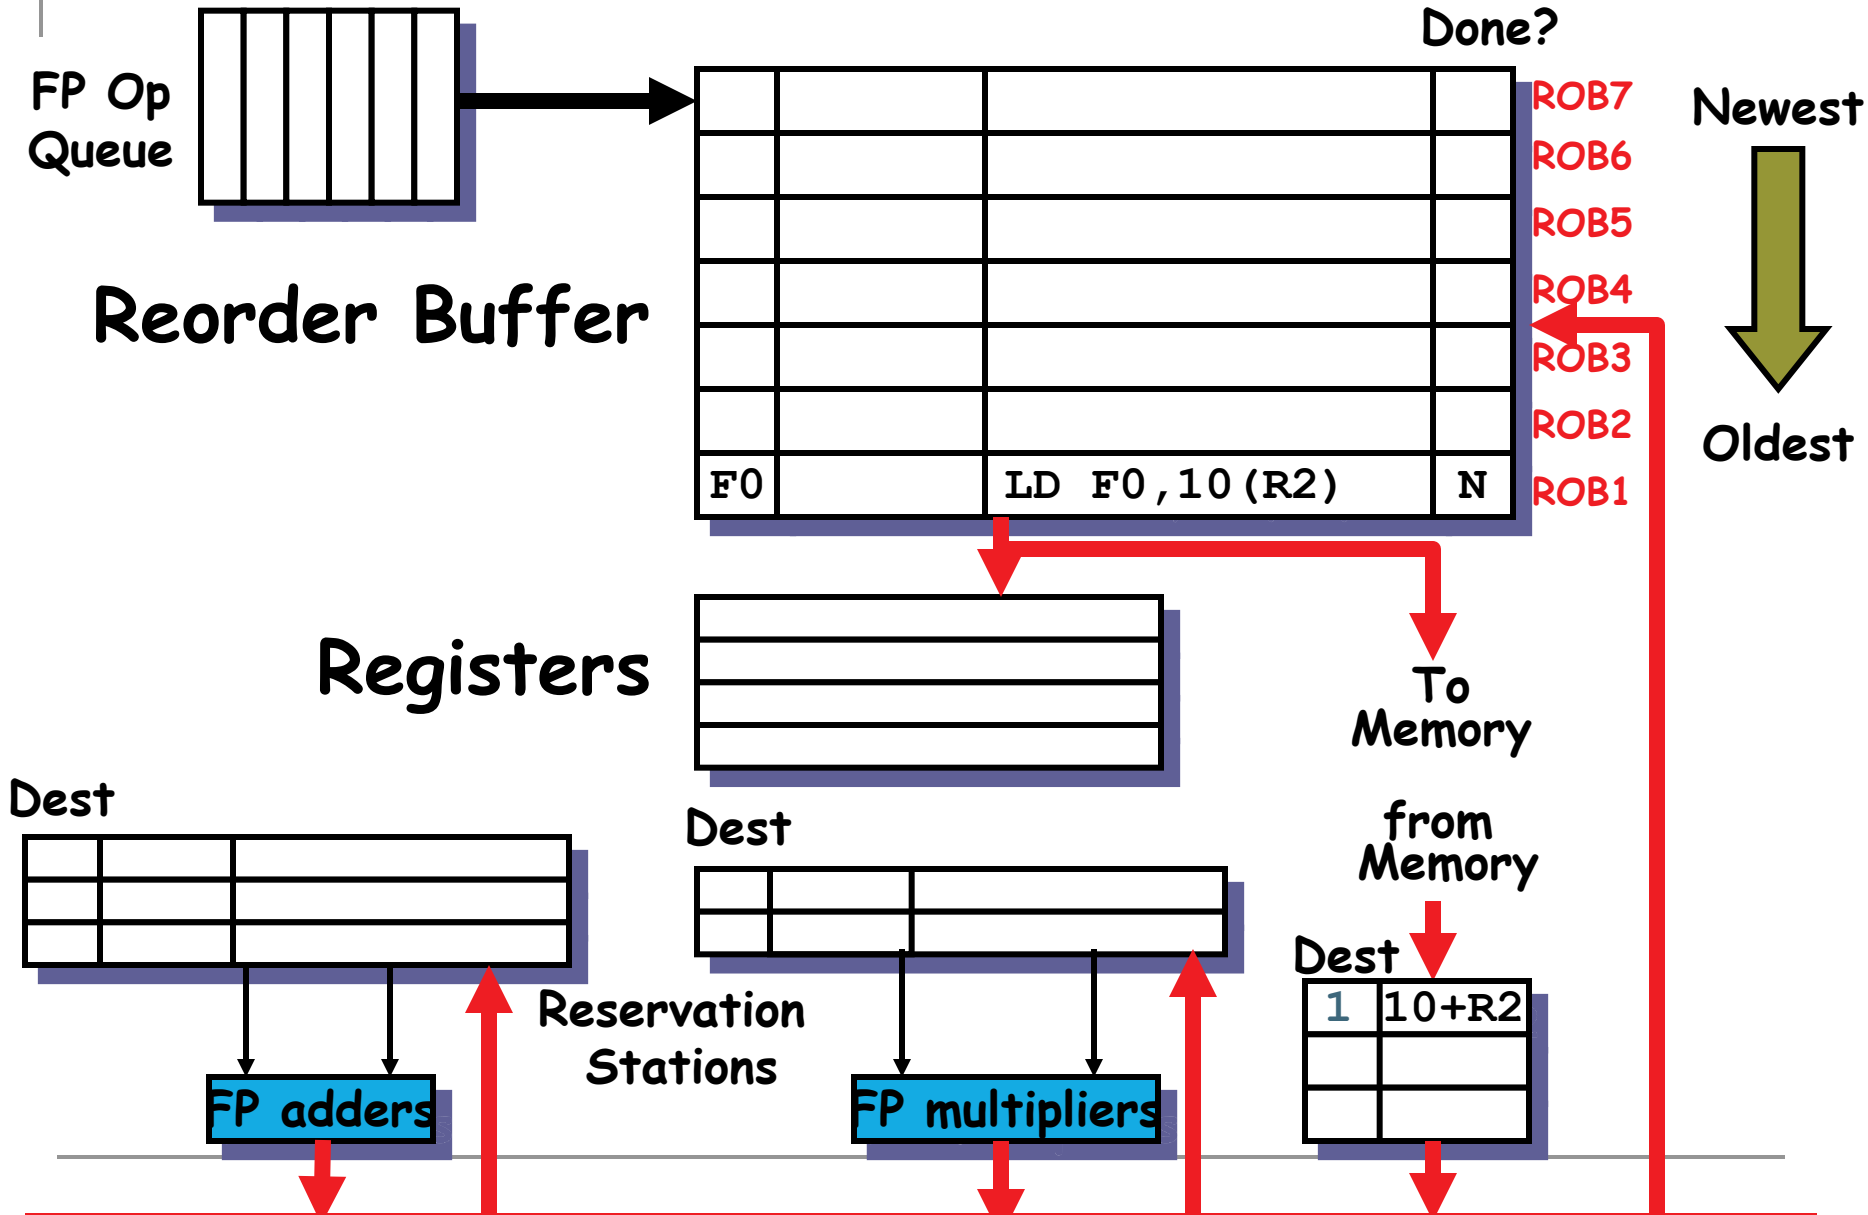 Done?
FP Op
Queue
ROB7
Newest
ROB6
ROB5
ROB4
Reorder Buffer
ROB3
ROB2
Oldest
F0 LD F0,10(R2) N ROB1
Registers
To
Memory
Dest
Dest
from
Memory
Dest
1 10+R2
Reservation
Stations
FP adders
FP multipliers